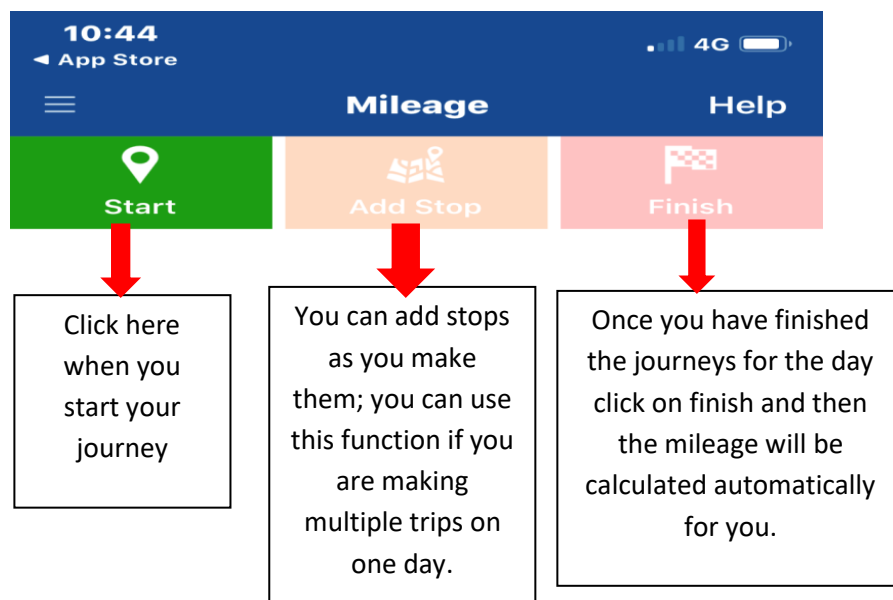 10:44
4G
◄ App Store
Mileage
Help
Start
Add Stop
Finish
Click here
when you
start your
journey
You can add stops
as you make
them; you can use
this function if you
are making
multiple trips on
one day.
Once you have finished
the journeys for the day
click on finish and then
the mileage will be
calculated automatically
for you.